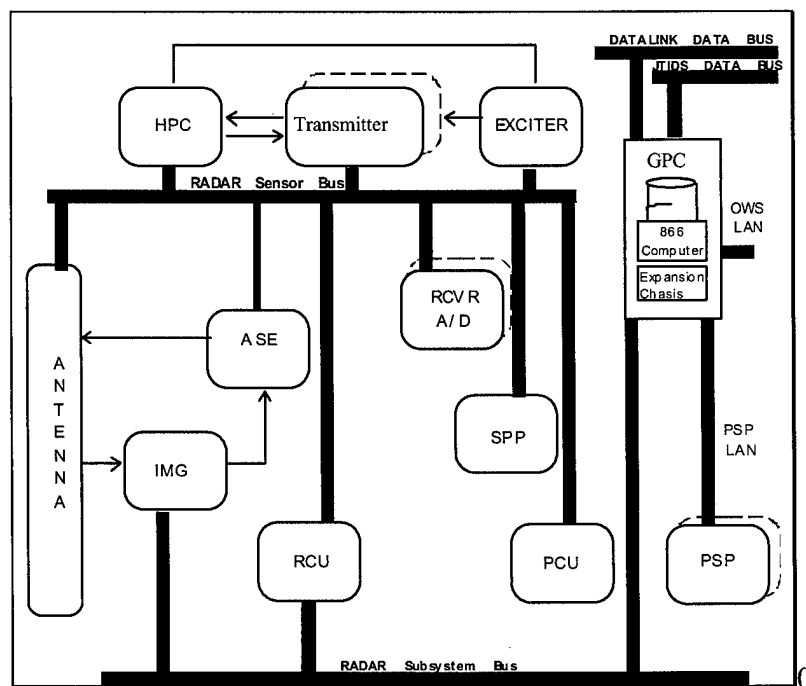 DATALINK DATA BUS
JTIDS DATA BUS
HPC
Transmitter
EXCITER
GPC
RADAR Sensor Bus
866
Computer
OWS
LAN
Expansion
Chasis
RCVR
A/D
ASE
ANTENNA
SPP
PSP
LAN
IMG
RCU
PCU
PSP
RADAR Subsystem Bus